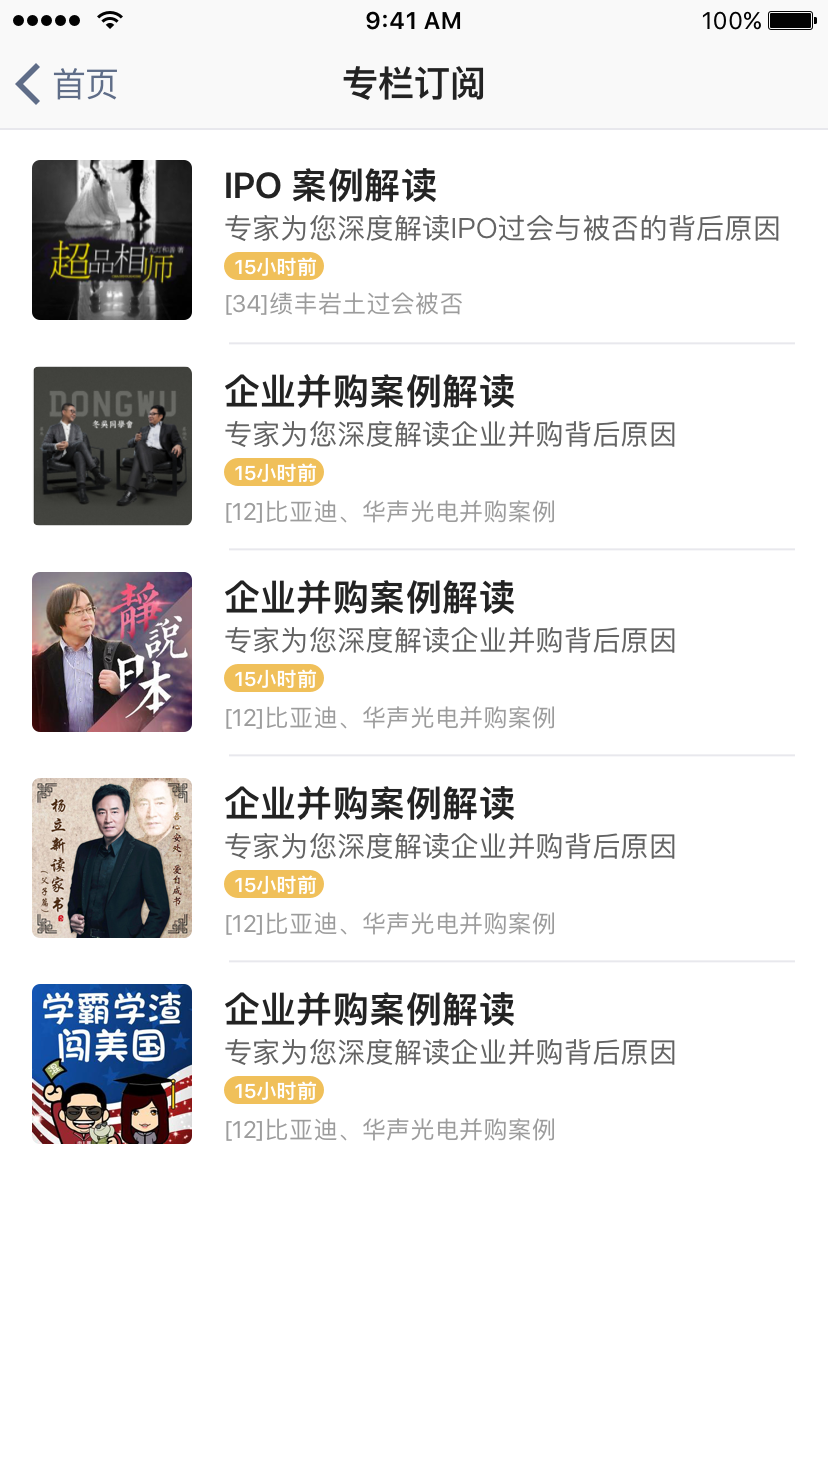 9:41 AM
100%
首页
专栏订阅
IPO 案例解读
专家为您深度解读IPO过会与被否的背后原因
15小时前
[34]绩丰岩土过会被否
九灯和善 著
超品相师
企业并购案例解读
专家为您深度解读企业并购背后原因
15小时前
[12]比亚迪、华声光电并购案例
DONGWU
冬吴同學會
企业并购案例解读
专家为您深度解读企业并购背后原因
15小时前
[12]比亚迪、华声光电并购案例
靜
說
日本
企业并购案例解读
专家为您深度解读企业并购背后原因
15小时前
[12]比亚迪、华声光电并购案例
杨立新读家书
（父子篇）
吾心安处，爱自成书
企业并购案例解读
专家为您深度解读企业并购背后原因
15小时前
[12]比亚迪、华声光电并购案例
学霸学渣
闯美国